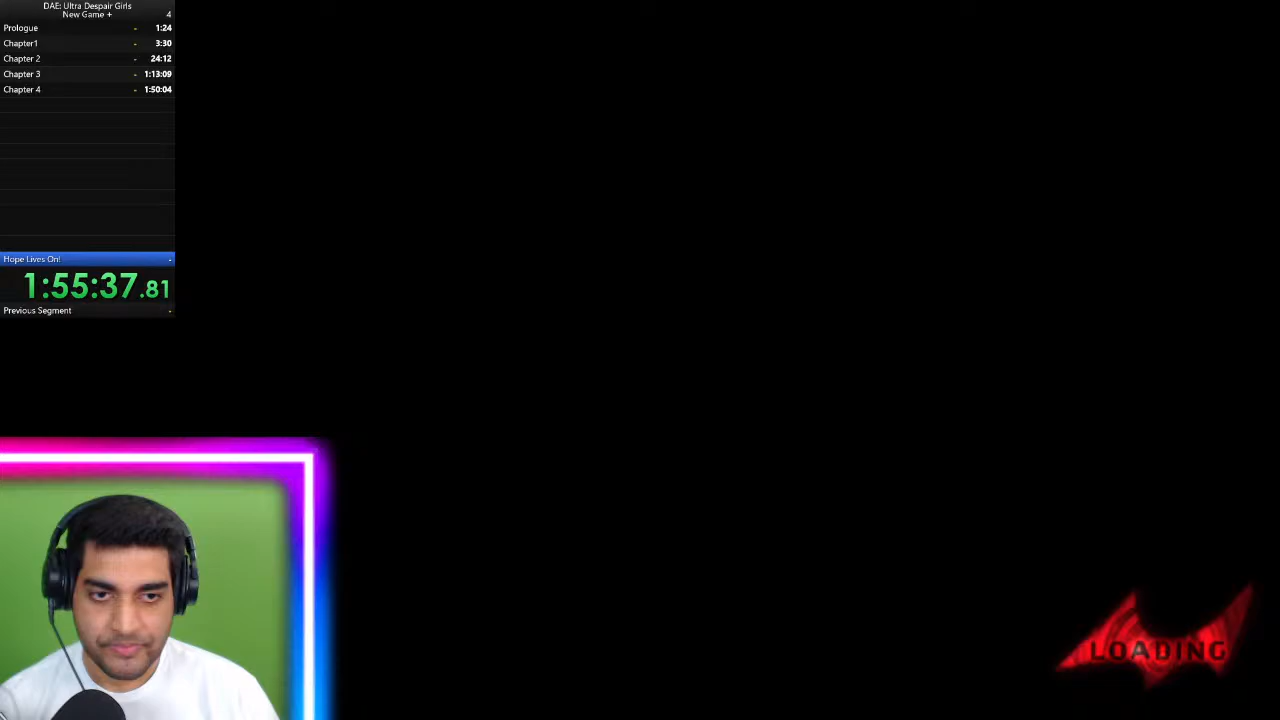 DAE: Ultra Despair Girls
New Game + 4
Prologue - 1:24
Chapter1 - 3:30
Chapter 2 - 24:12
Chapter 3 - 1:13:09
Chapter 4 - 1:50:04
Hope Lives On! -
1:55:37.81
Previous Segment -
LOADING